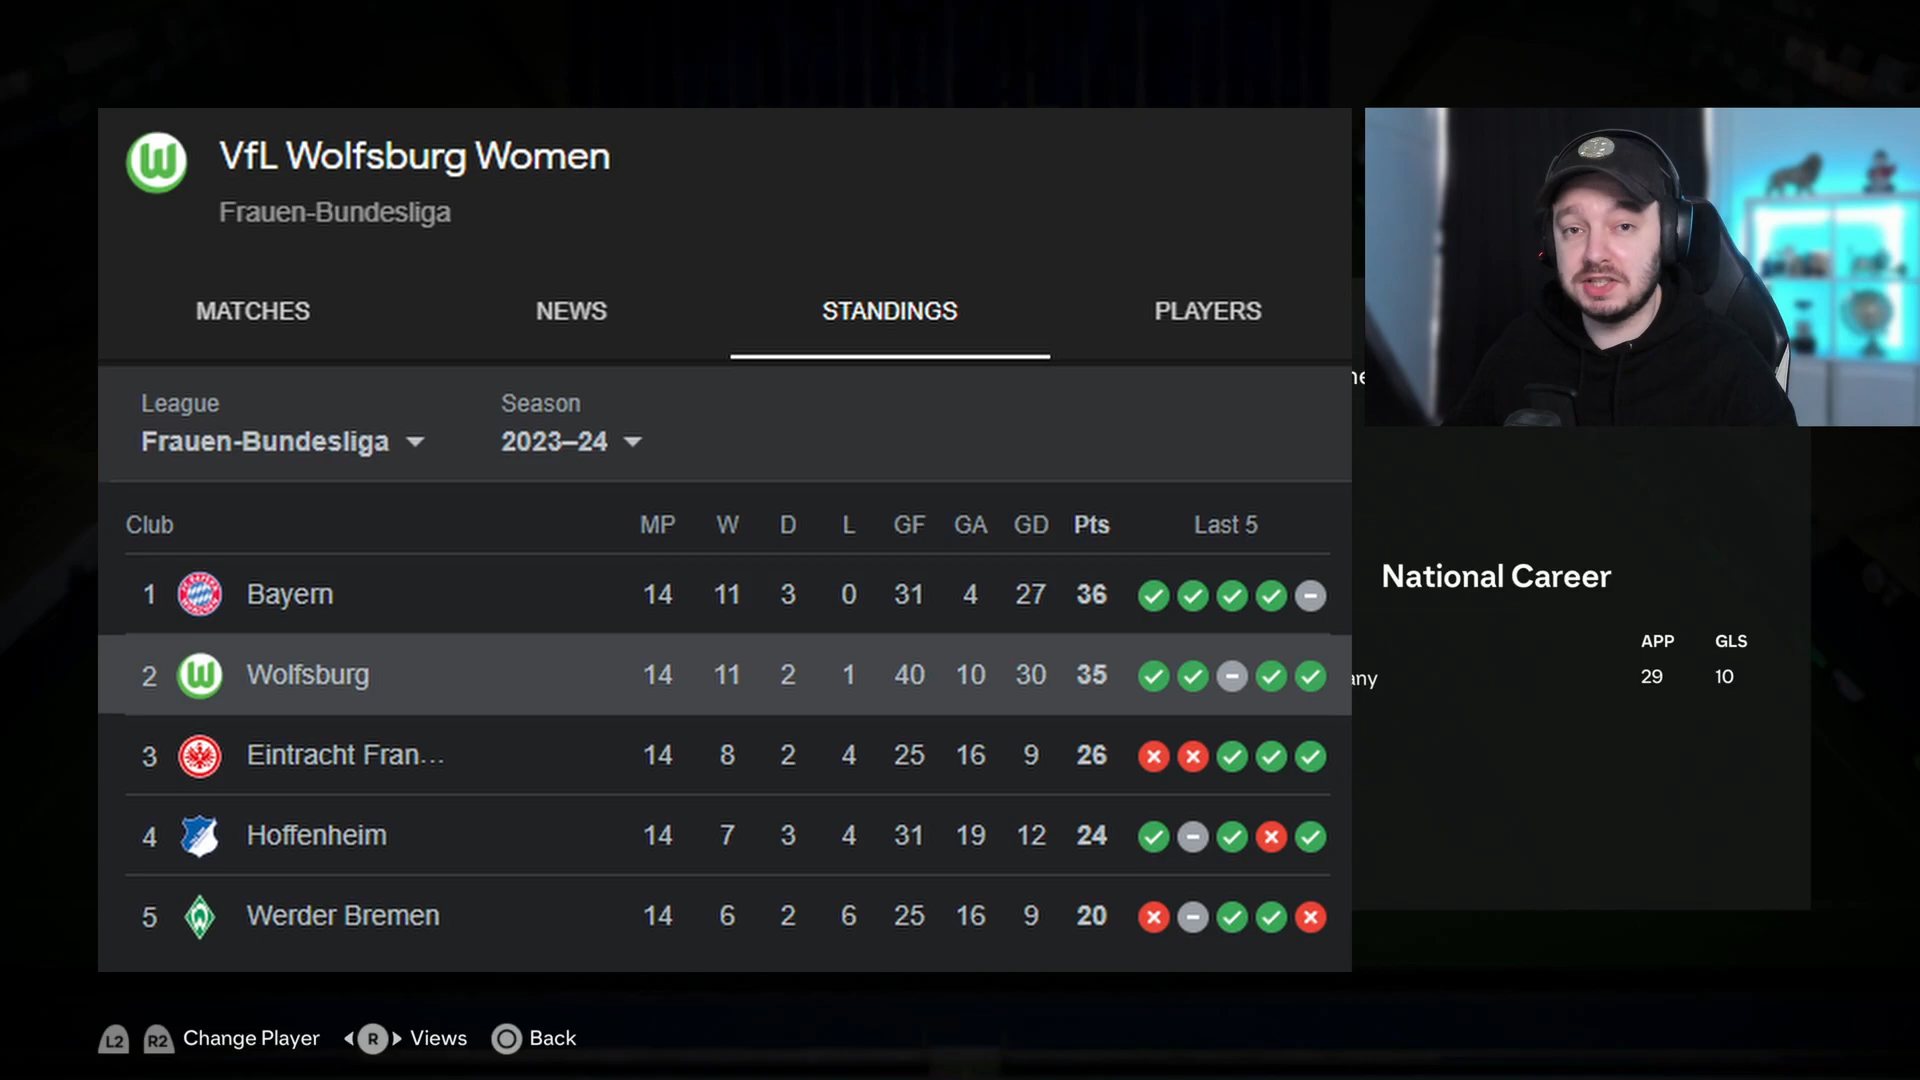 VfL Wolfsburg Women
Frauen-Bundesliga
MATCHES NEWS STANDINGS PLAYERS
League Season
Frauen-Bundesliga 2023–24
Club MP W D L GF GA GD Pts Last 5
1 Bayern 14 11 3 0 31 4 27 36
2 W Wolfsburg 14 11 2 1 40 10 30 35
3 Eintracht Fran... 14 8 2 4 25 16 9 26
4 Hoffenheim 14 7 3 4 31 19 12 24
5 Werder Bremen 14 6 2 6 25 16 9 20
National Career
APP GLS
any 29 10
L2 R2 Change Player R Views Back